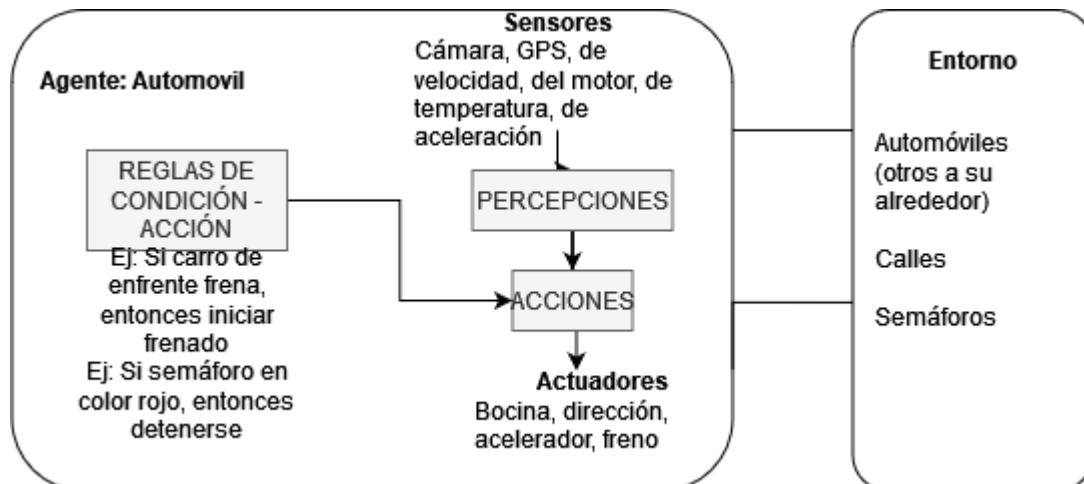 Agente: Automovil
REGLAS DE
CONDICIÓN -
ACCIÓN
Ej: Si carro de
enfrente frena,
entonces iniciar
frenado
Ej: Si semáforo en
color rojo, entonces
detenerse
Sensores
Cámara, GPS, de
velocidad, del motor, de
temperatura, de
aceleración
PERCEPCIONES
ACCIONES
Actuadores
Bocina, dirección,
acelerador, freno
Entorno
Automóviles
(otros a su
alrededor)
Calles
Semáforos